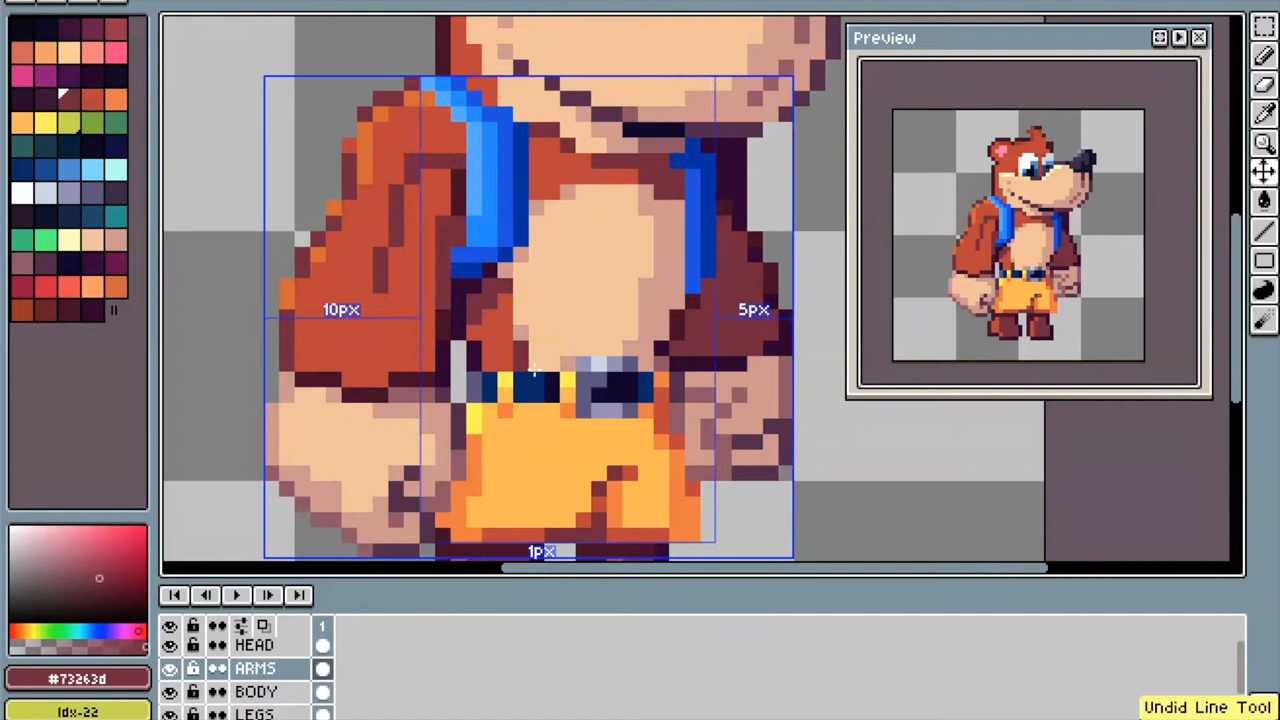 Preview
10px
5px
1px
1
HEAD
ARMS
BODY
LEGS
#73263d
Idx-22
Undid Line Tool